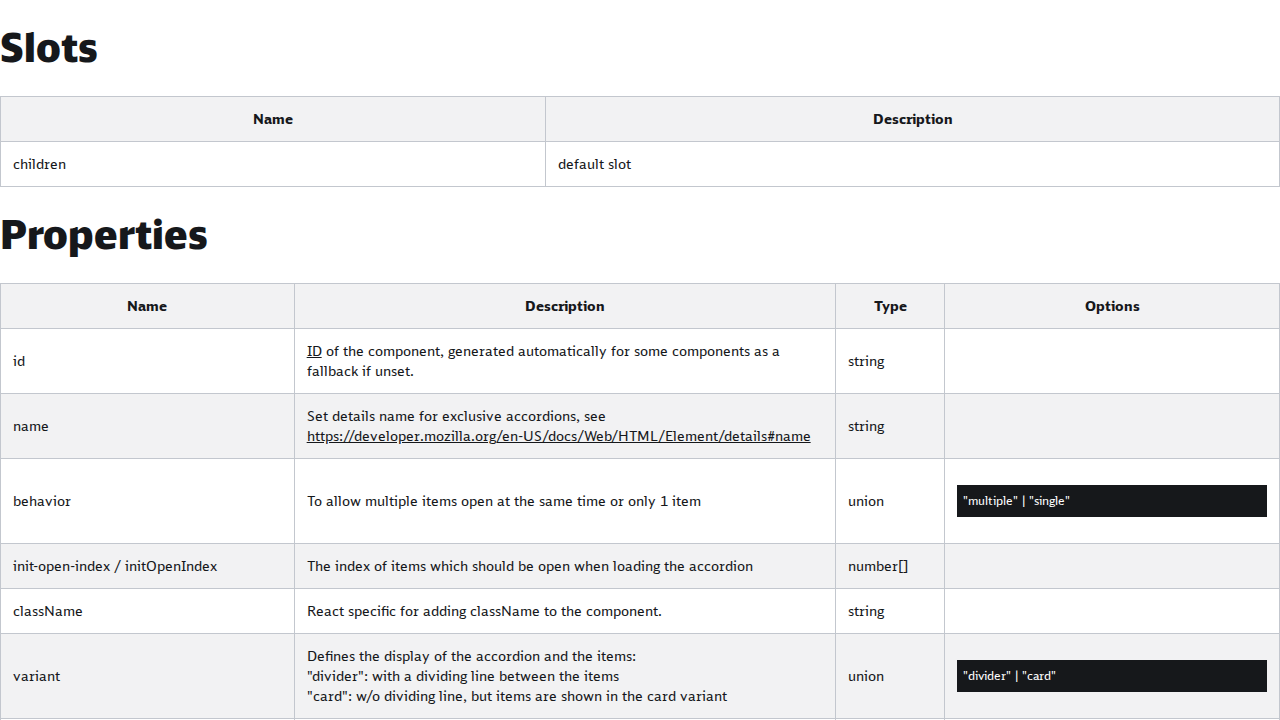 Slots
Name Description
children default slot
Properties
Name Description Type Options
id ID of the component, generated automatically for some components as a fallback if unset. string
name Set details name for exclusive accordions, see https://developer.mozilla.org/en-US/docs/Web/HTML/Element/details#name string
behavior To allow multiple items open at the same time or only 1 item union "multiple" | "single"
init-open-index / initOpenIndex The index of items which should be open when loading the accordion number[]
className React specific for adding className to the component. string
variant Defines the display of the accordion and the items:
"divider": with a dividing line between the items
"card": w/o dividing line, but items are shown in the card variant union "divider" | "card"